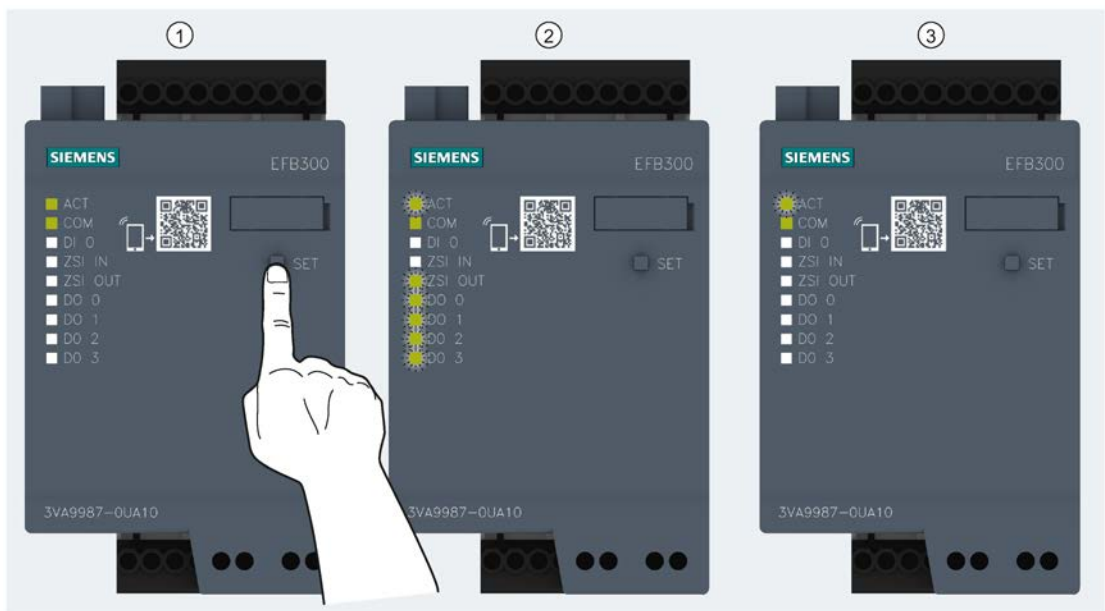 1
2
3
SIEMENS
EFB300
ACT
COM
DI 0
ZSI IN
ZSI OUT
DO 0
DO 1
DO 2
DO 3
SET
3VA9987-0UA10
SIEMENS
EFB300
ACT
COM
DI 0
ZSI IN
ZSI OUT
DO 0
DO 1
DO 2
DO 3
SET
3VA9987-0UA10
SIEMENS
EFB300
ACT
COM
DI 0
ZSI IN
ZSI OUT
DO 0
DO 1
DO 2
DO 3
SET
3VA9987-0UA10